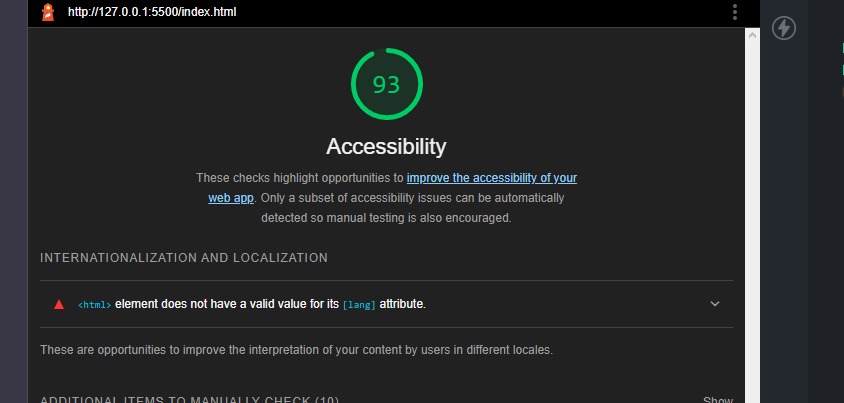 http://127.0.0.1:5500/index.html
93
Accessibility
These checks highlight opportunities to improve the accessibility of your
web app. Only a subset of accessibility issues can be automatically
detected so manual testing is also encouraged.
INTERNATIONALIZATION AND LOCALIZATION
<html> element does not have a valid value for its [lang] attribute.
These are opportunities to improve the interpretation of your content by users in different locales.
ADDITIONAL ITEMS TO MANUALLY CHECK (10) Show